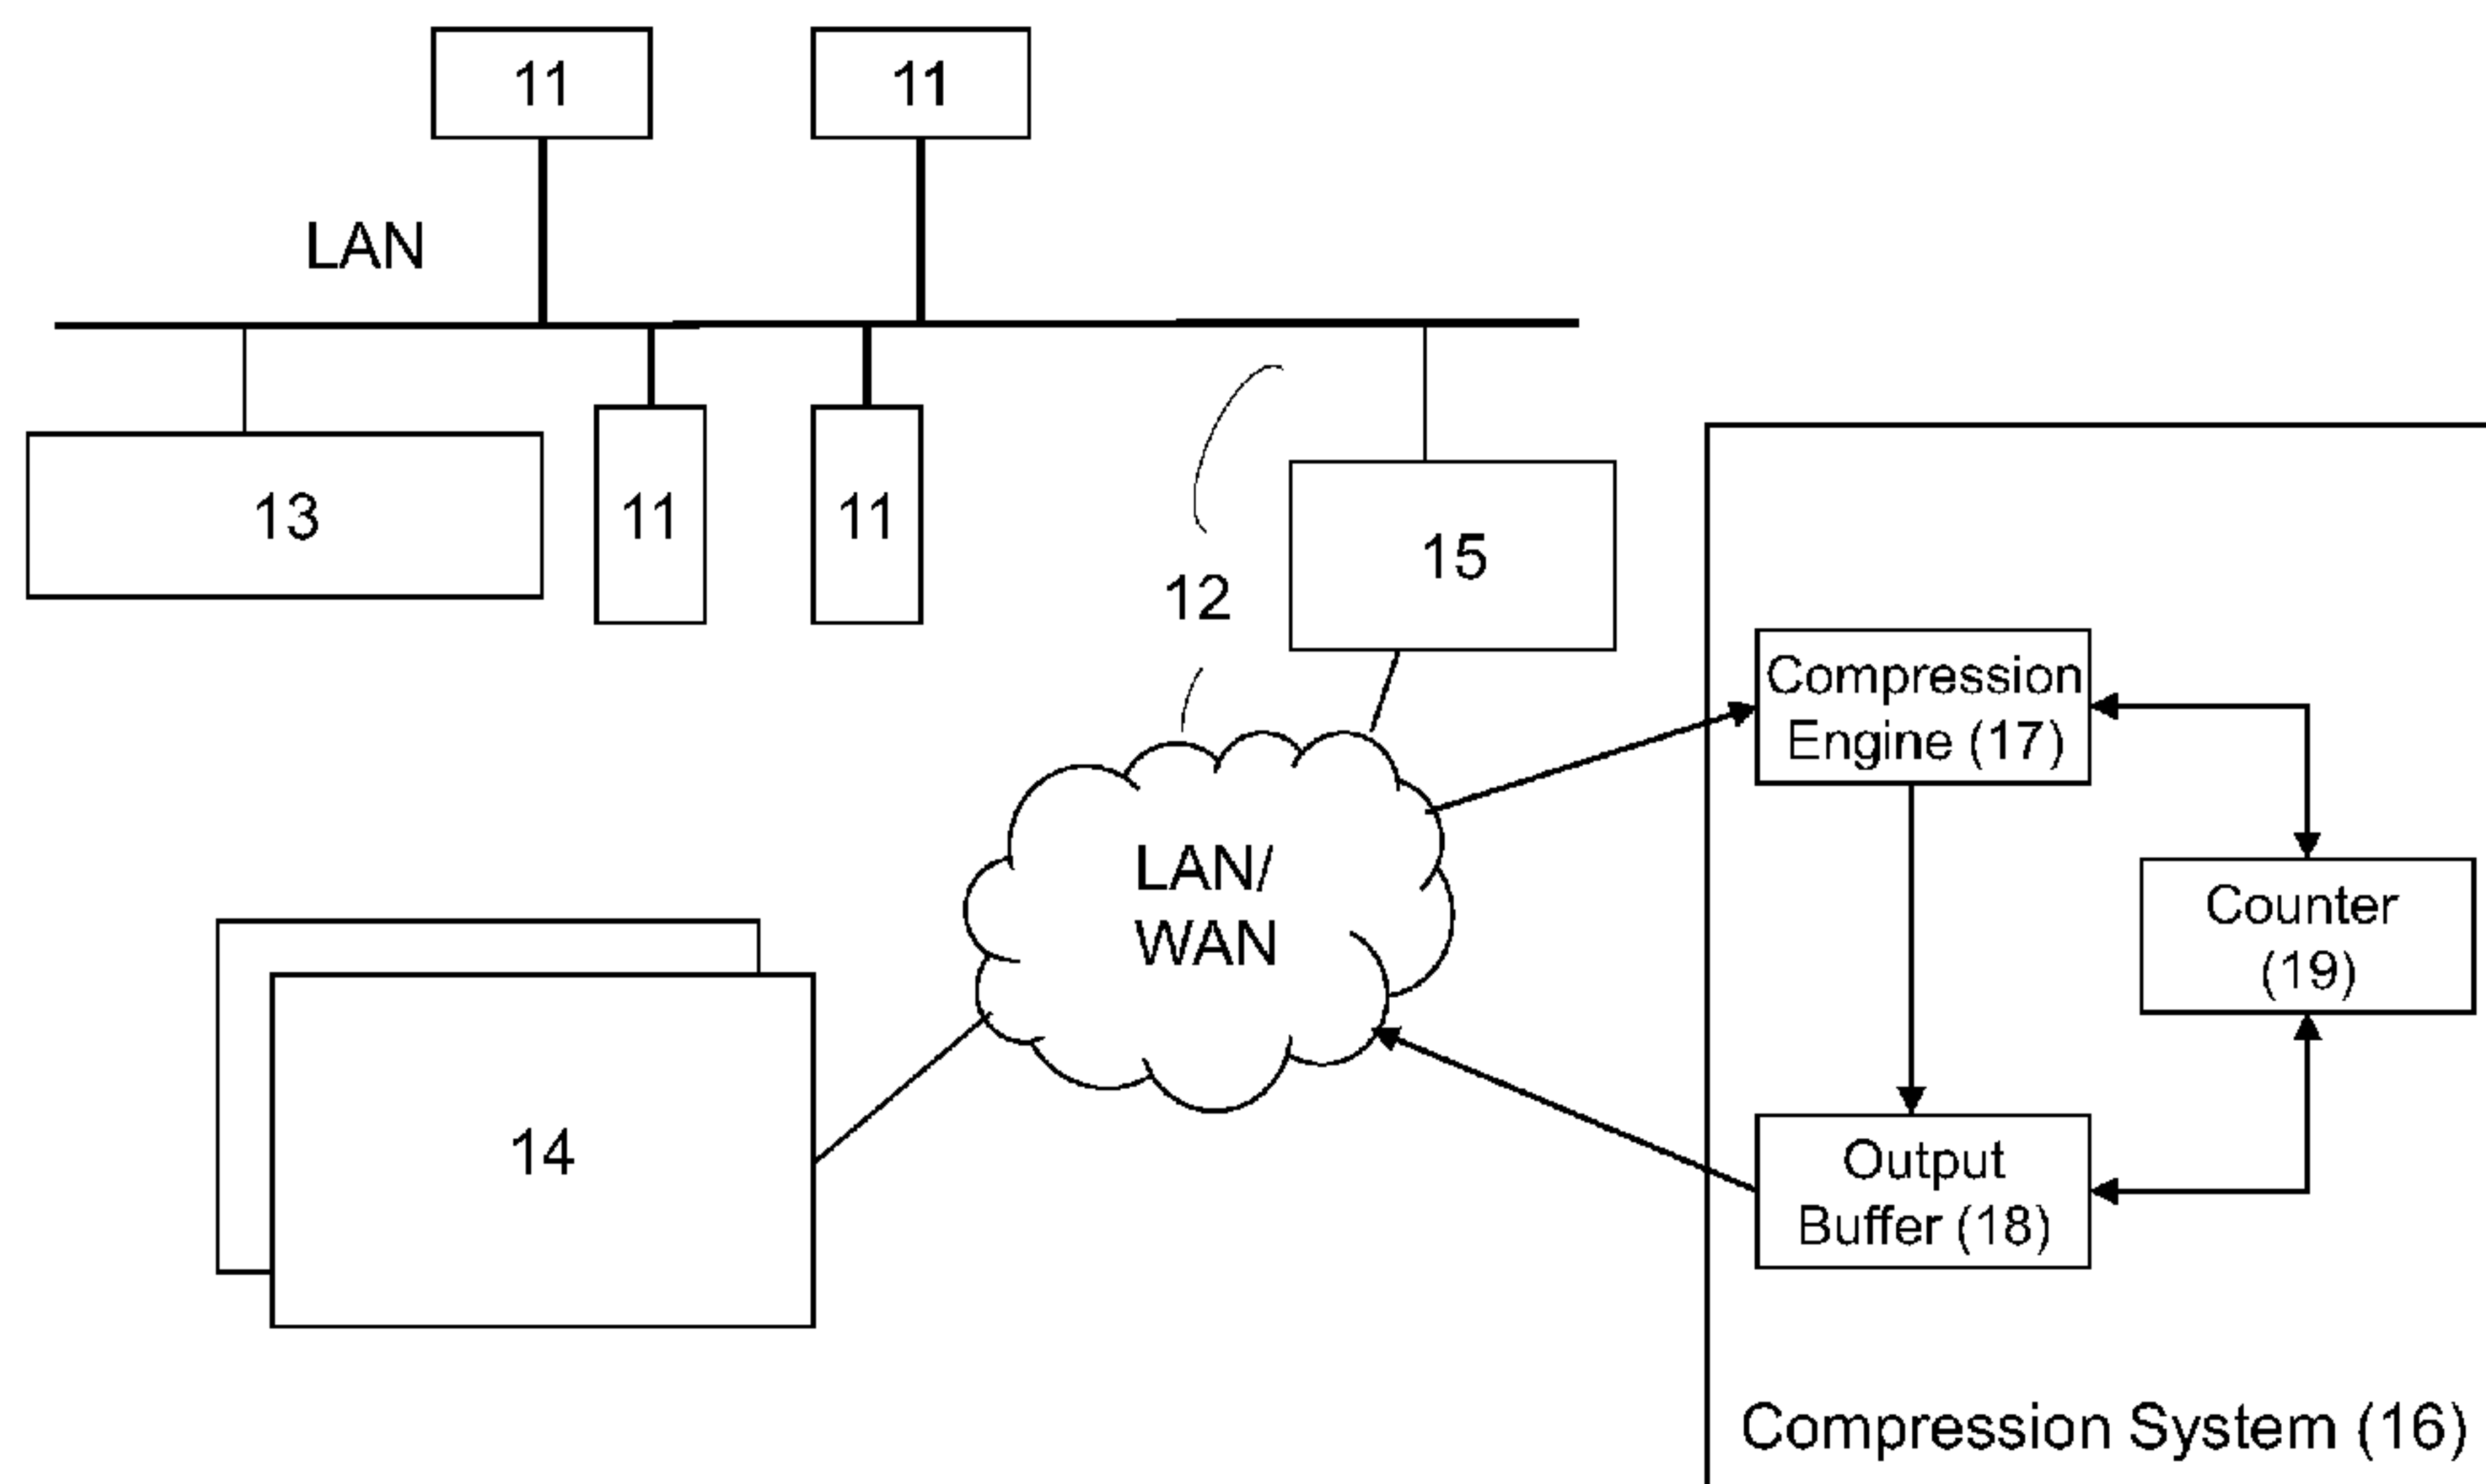 11
11
LAN
13
11
11
12
15
Compression
Engine (17)
LAN/
WAN
Counter
(19)
14
Output
Buffer (18)
Compression System (16)